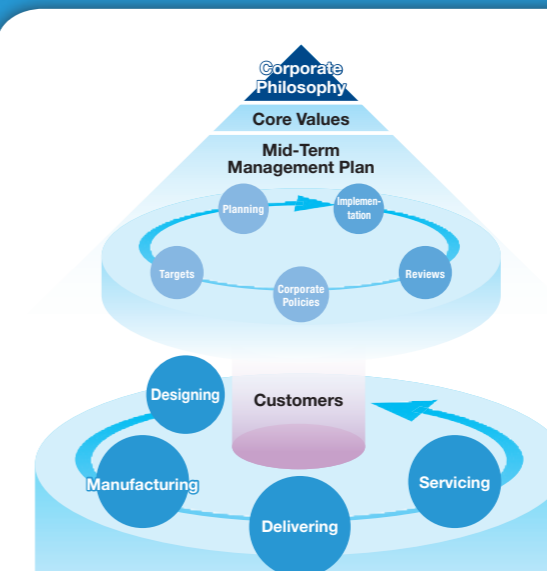 Corporate
Philosophy
Core Values
Mid-Term
Management Plan
Planning
Implemen-
tation
Targets
Reviews
Corporate
Policies
Designing
Customers
Manufacturing
Servicing
Delivering